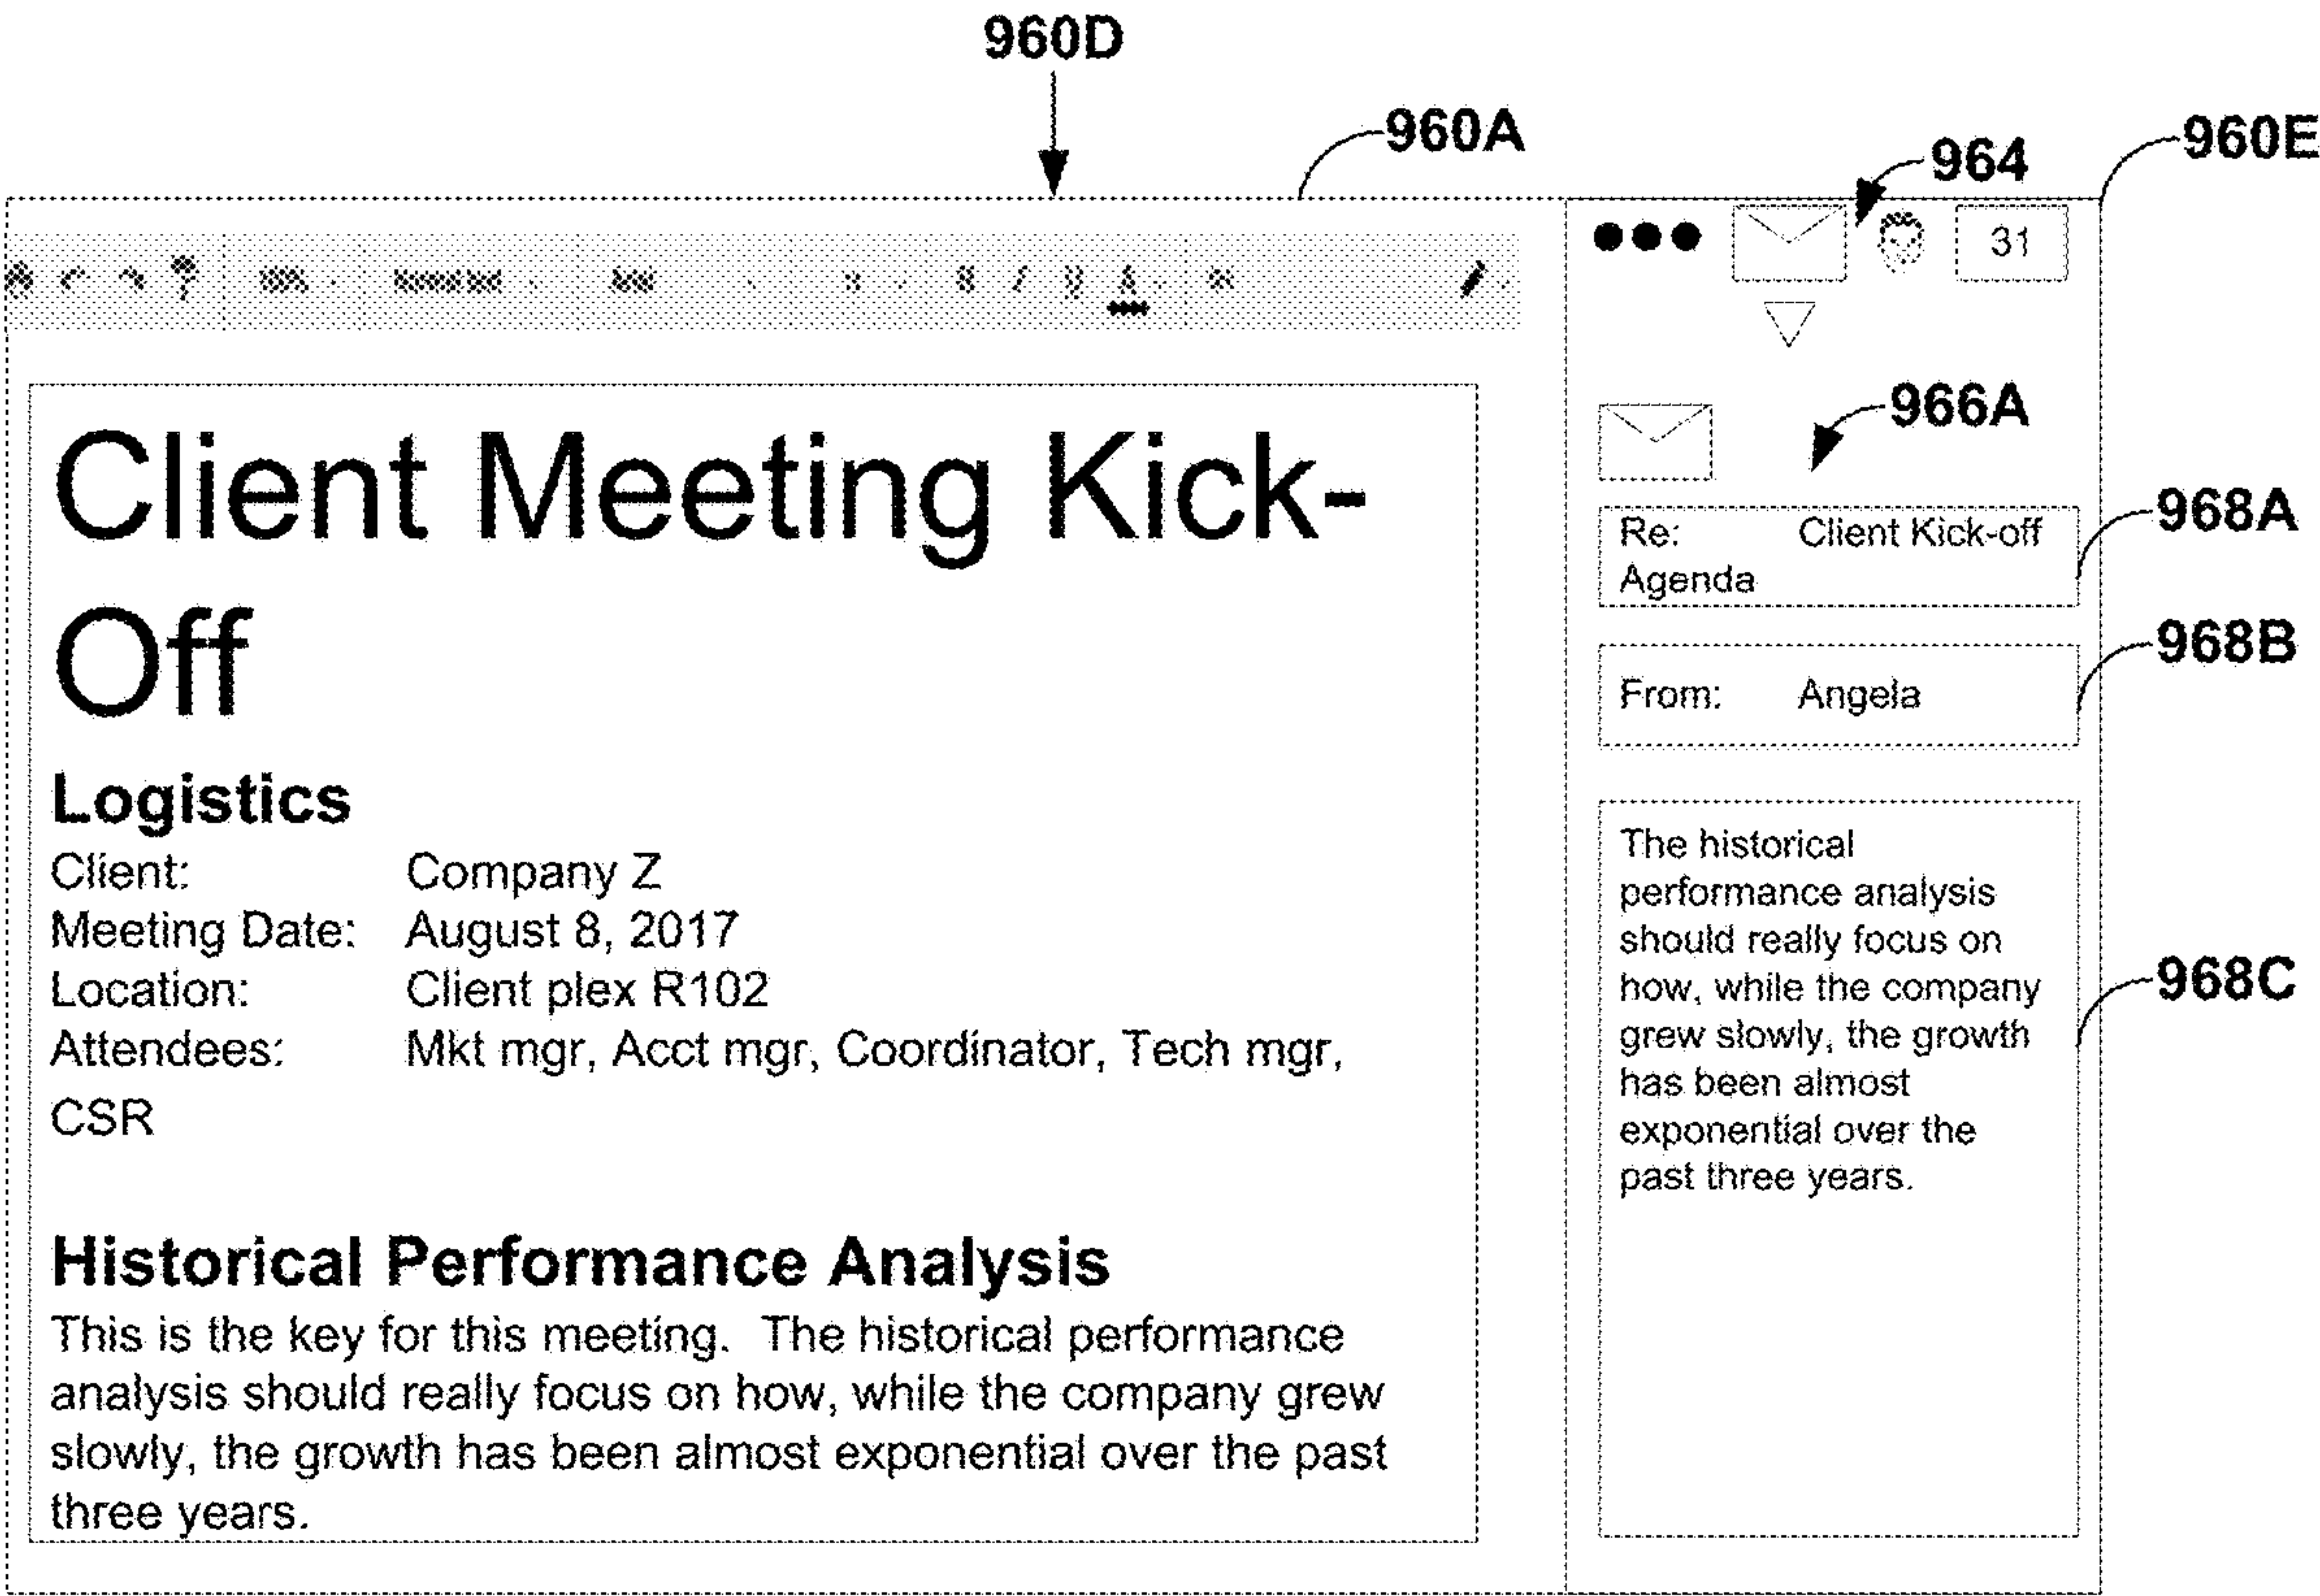 960D
960A
964
960E
31
Client Meeting Kick-
Off
Logistics
Client: Company Z
Meeting Date: August 8, 2017
Location: Client plex R102
Attendees: Mkt mgr, Acct mgr, Coordinator, Tech mgr,
CSR
Historical Performance Analysis
This is the key for this meeting. The historical performance
analysis should really focus on how, while the company grew
slowly, the growth has been almost exponential over the past
three years.
966A
Re: Client Kick-off
Agenda
968A
From: Angela
968B
The historical
performance analysis
should really focus on
how, while the company
grew slowly, the growth
has been almost
exponential over the
past three years.
968C